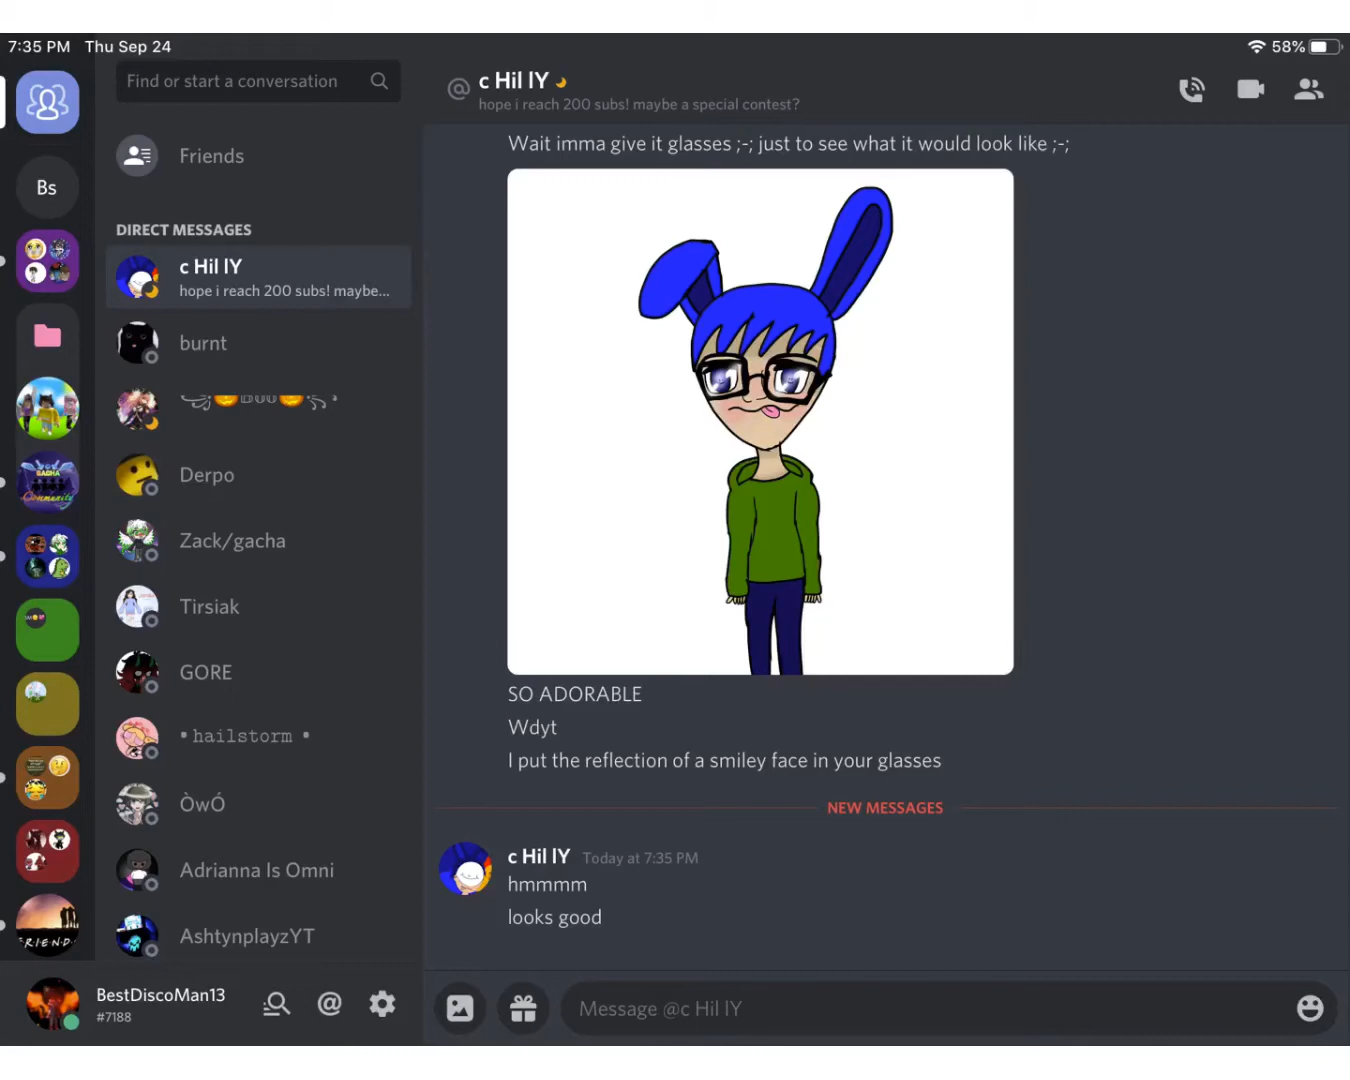 7:35 PM Thu Sep 24
58%
Find or start a conversation
Bs
Friends
DIRECT MESSAGES
c Hil lY
hope i reach 200 subs! maybe...
burnt
Derpo
Zack/gacha
Tirsiak
GORE
•hailstorm •
ÒwÓ
Adrianna Is Omni
AshtynplayzYT
GACHA
Community
FRIENDS
BestDiscoMan13
#7188
@ c Hil lY
hope i reach 200 subs! maybe a special contest?
Wait imma give it glasses ;-; just to see what it would look like ;-;
SO ADORABLE
Wdyt
I put the reflection of a smiley face in your glasses
NEW MESSAGES
c Hil lY Today at 7:35 PM
hmmmm
looks good
Message @c Hil lY